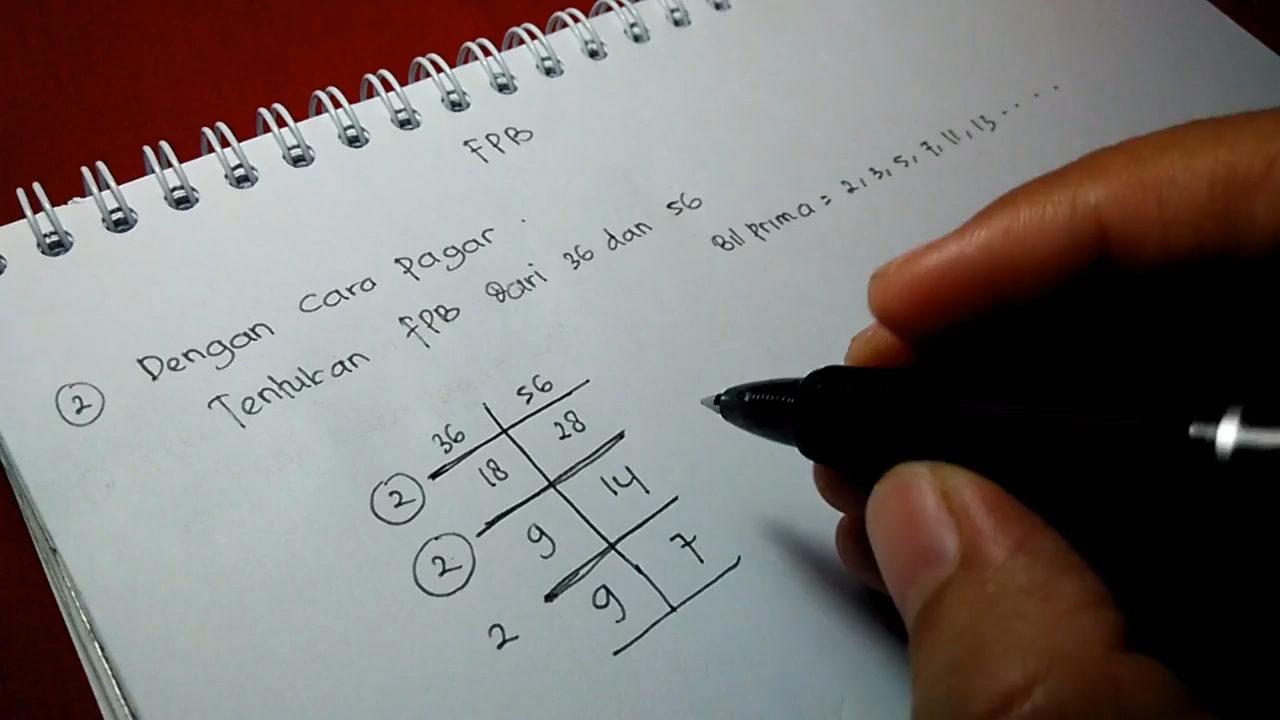 FPB
② Dengan Cara Pagar.
Tentukan FPB Dari 36 dan 56
Bil prima = 2, 3, 5, 7, 11, 13 .....
36 56
② 18 28
② 9 14
2 9 7